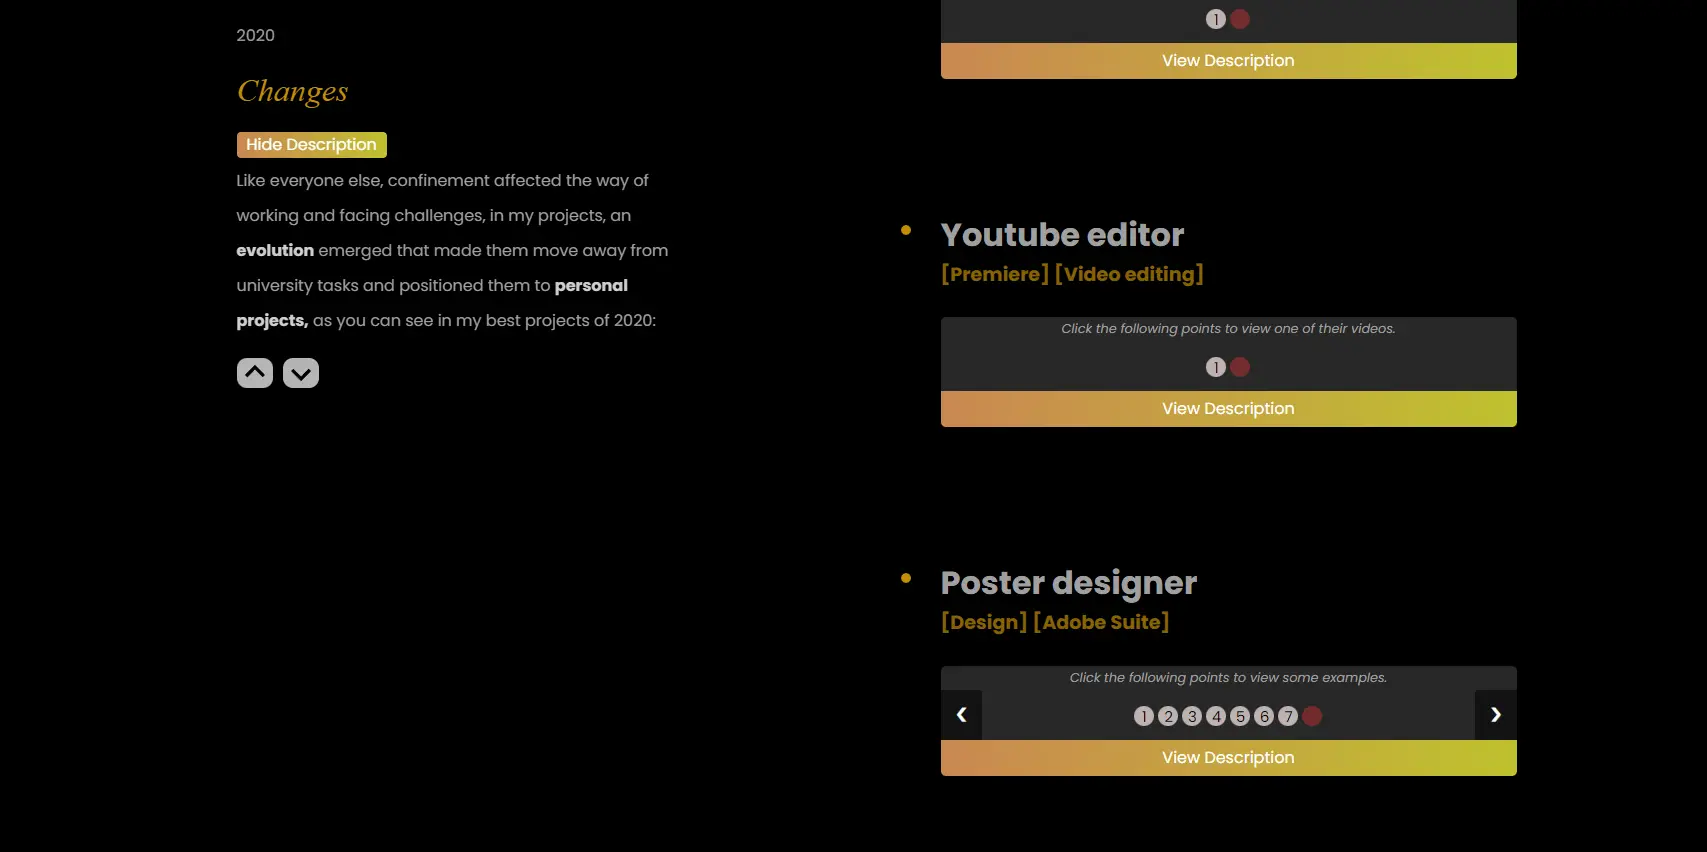 2020
Changes
Hide Description
Like everyone else, confinement affected the way of
working and facing challenges, in my projects, an
evolution emerged that made them move away from
university tasks and positioned them to personal
projects, as you can see in my best projects of 2020:
1
View Description
Youtube editor
[Premiere] [Video editing]
Click the following points to view one of their videos.
1
View Description
Poster designer
[Design] [Adobe Suite]
Click the following points to view some examples.
❮ 1 2 3 4 5 6 7 ❯
View Description